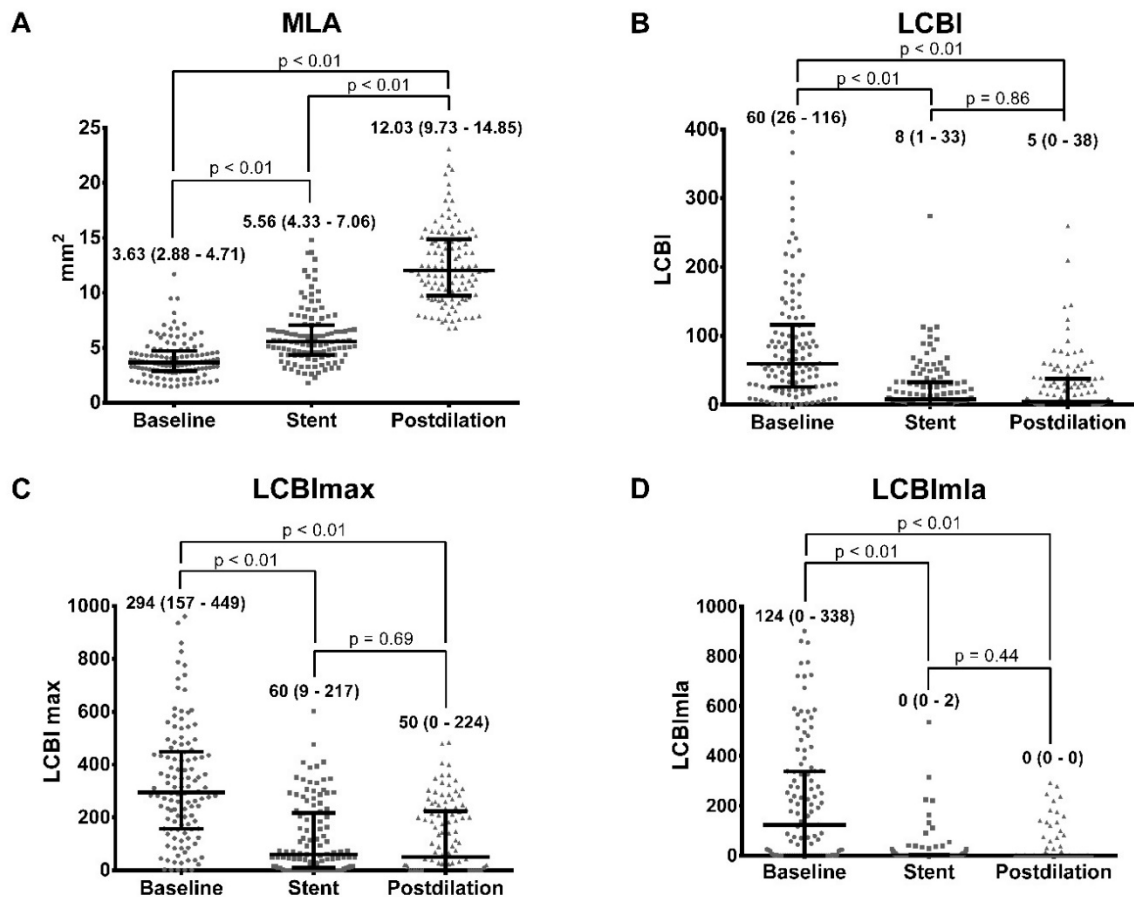 A
MLA
p < 0.01
p < 0.01
12.03 (9.73 - 14.85)
p < 0.01
5.56 (4.33 - 7.06)
3.63 (2.88 - 4.71)
mm²
25
20
15
10
5
0
Baseline Stent Postdilation
B
LCBI
p < 0.01
p < 0.01
p = 0.86
60 (26 - 116)
8 (1 - 33)
5 (0 - 38)
LCBI
400
300
200
100
0
Baseline Stent Postdilation
C
LCBImax
p < 0.01
p < 0.01
294 (157 - 449)
p = 0.69
60 (9 - 217)
50 (0 - 224)
LCBI max
1000
800
600
400
200
0
Baseline Stent Postdilation
D
LCBImla
p < 0.01
p < 0.01
124 (0 - 338)
p = 0.44
0 (0 - 2)
0 (0 - 0)
LCBImla
1000
800
600
400
200
0
Baseline Stent Postdilation